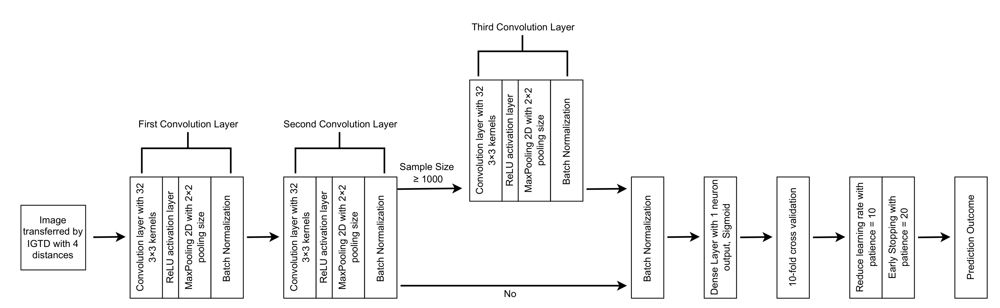 Third Convolution Layer
Convolution layer with 32
3×3 kernels
ReLU activation layer
MaxPooling 2D with 2×2
pooling size
Batch Normalization
First Convolution Layer
Second Convolution Layer
Sample Size
≥ 1000
Image
transferred by
IGTD with 4
distances
Convolution layer with 32
3×3 kernels
ReLU activation layer
MaxPooling 2D with 2×2
pooling size
Batch Normalization
Convolution layer with 32
3×3 kernels
ReLU activation layer
MaxPooling 2D with 2×2
pooling size
Batch Normalization
No
Batch Normalization
Dense Layer with 1 neuron
output, Sigmoid
10-fold cross validation
Reduce learning rate with
patience = 10
Early Stopping with
patience = 20
Prediction Outcome